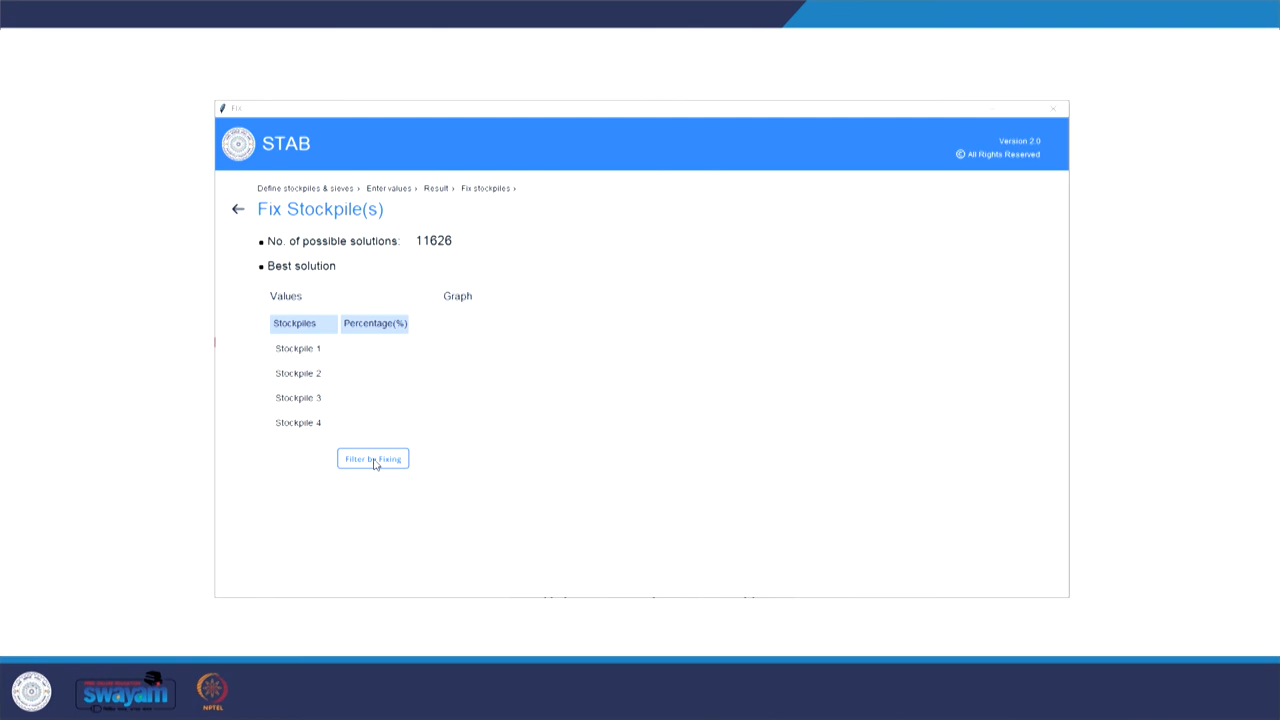 FIX
STAB
Version 2.0
© All Rights Reserved
Define stockpiles & sieves › Enter values › Result › Fix stockpiles ›
← Fix Stockpile(s)
▪ No. of possible solutions: 11626
▪ Best solution
Values Graph
Stockpiles Percentage(%)
Stockpile 1
Stockpile 2
Stockpile 3
Stockpile 4
Filter by Fixing
swayam
NPTEL